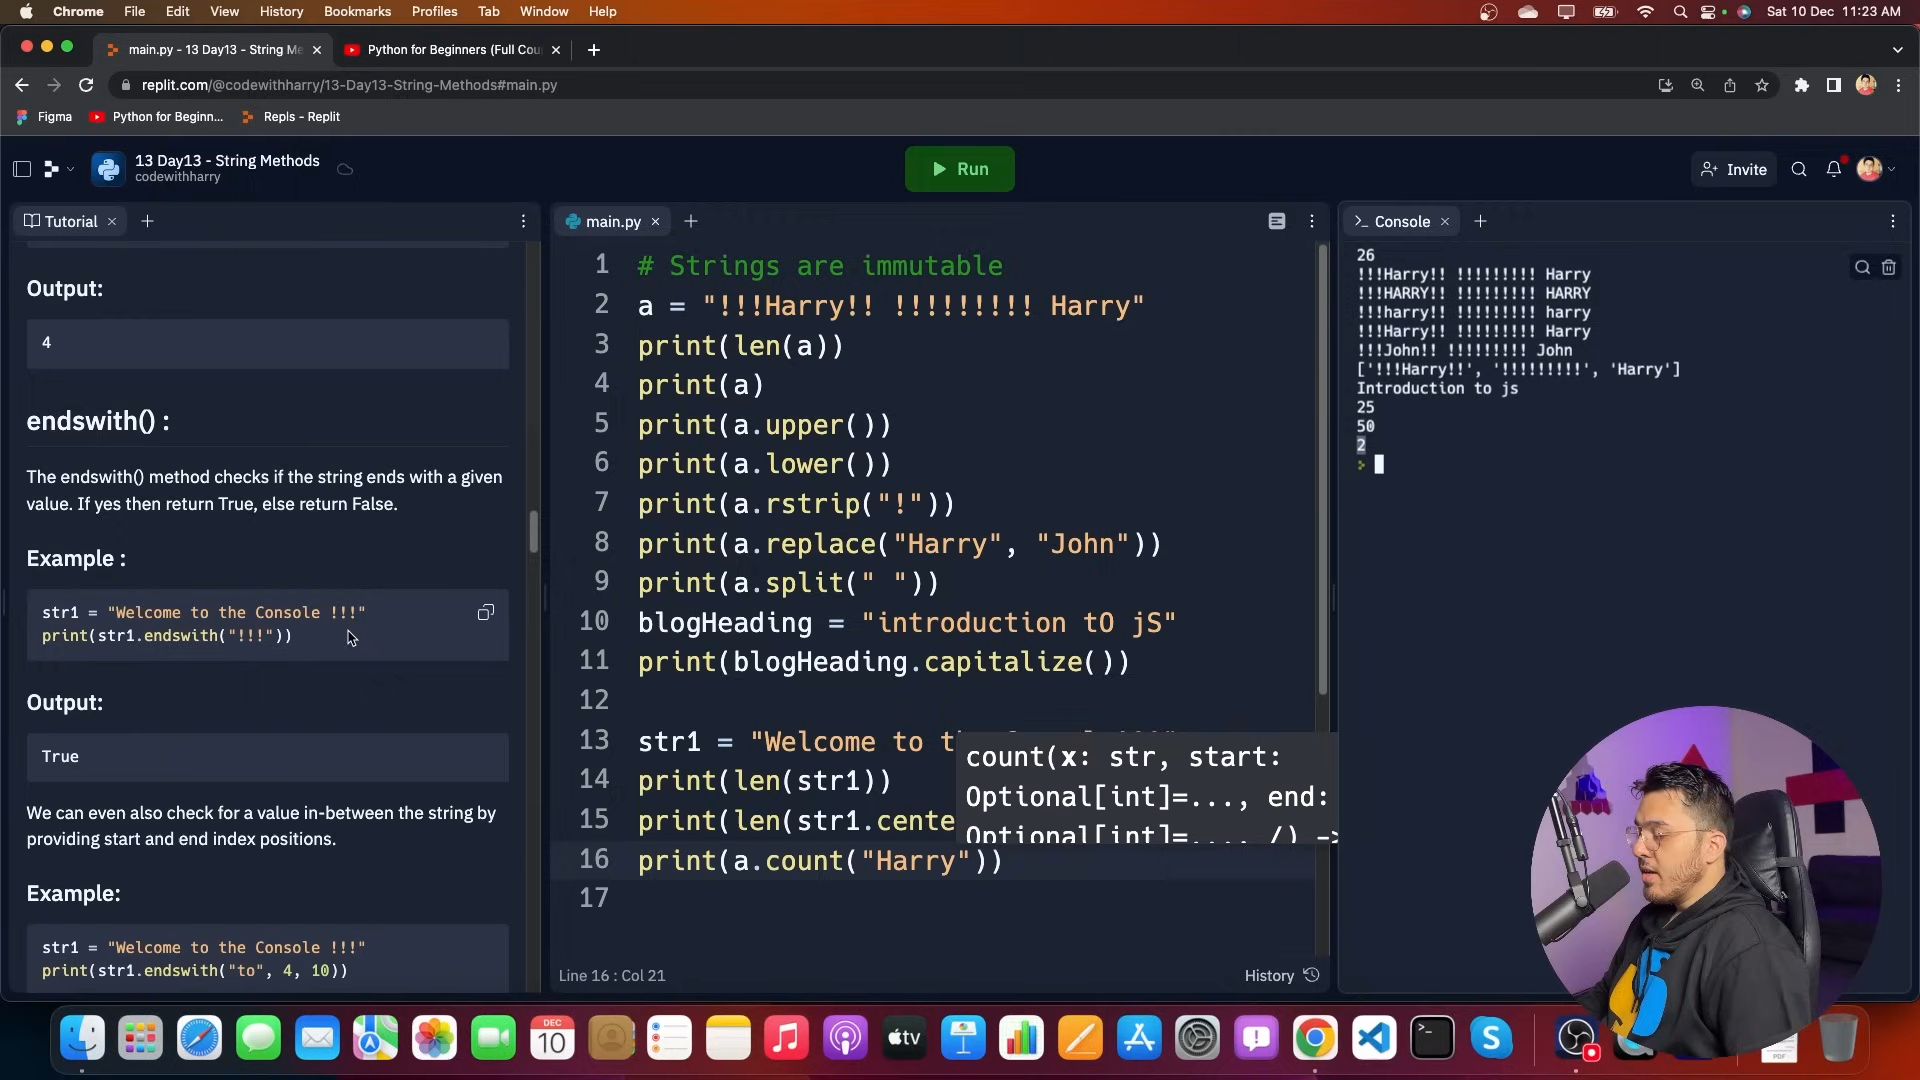 Chrome File Edit View History Bookmarks Profiles Tab Window Help
Sat 10 Dec 11:23 AM
main.py - 13 Day13 - String Me
Python for Beginners (Full Cou
replit.com/@codewithharry/13-Day13-String-Methods#main.py
Figma
Python for Beginn...
Repls - Replit
13 Day13 - String Methods
codewithharry
Run
Invite
Tutorial
Output:
4
endswith() :
The endswith() method checks if the string ends with a given
value. If yes then return True, else return False.
Example :
str1 = "Welcome to the Console !!!"
print(str1.endswith("!!!"))
Output:
True
We can even also check for a value in-between the string by
providing start and end index positions.
Example:
str1 = "Welcome to the Console !!!"
print(str1.endswith("to", 4, 10))
main.py
1 # Strings are immutable
2 a = "!!!Harry!! !!!!!!!!! Harry"
3 print(len(a))
4 print(a)
5 print(a.upper())
6 print(a.lower())
7 print(a.rstrip("!"))
8 print(a.replace("Harry", "John"))
9 print(a.split(" "))
10 blogHeading = "introduction tO jS"
11 print(blogHeading.capitalize())
12
13 str1 = "Welcome to t
14 print(len(str1))
15 print(len(str1.cente
16 print(a.count("Harry"))
17
count(x: str, start:
Optional[int]=..., end:
Optional[int]=..., /) ->
Line 16 : Col 21
History
Console
26
!!!Harry!! !!!!!!!!! Harry
!!!HARRY!! !!!!!!!!! HARRY
!!!harry!! !!!!!!!!! harry
!!!Harry!! !!!!!!!!! Harry
!!!John!! !!!!!!!!! John
['!!!Harry!!', '!!!!!!!!!', 'Harry']
Introduction to js
25
50
2
DEC
10
tv
PDF